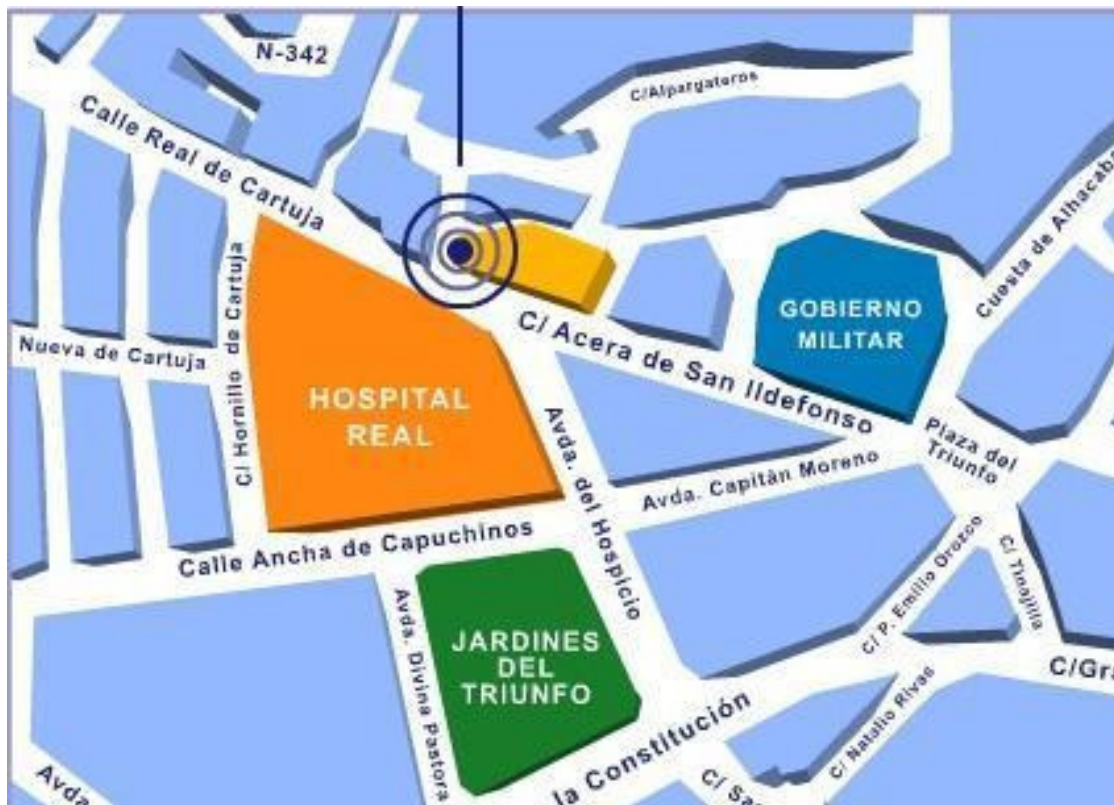 N-342
C/Alpargateros
Calle Real de Cartuja
Cuesta de Alhacaba
C/ Hornillo de Cartuja
Nueva de Cartuja
C/ Acera de San Ildefonso
GOBIERNO
MILITAR
HOSPITAL
REAL
Avda. del Hospicio
Plaza del
Triunfo
Avda. Capitán Moreno
Calle Ancha de Capuchinos
C/ P. Emilio Orozco
C/ Tinajilla
Avda. Divina Pastora
JARDINES
DEL
TRIUNFO
C/Gra
C/ Natalio Rivas
la Constitución
Avda
C/ Sa